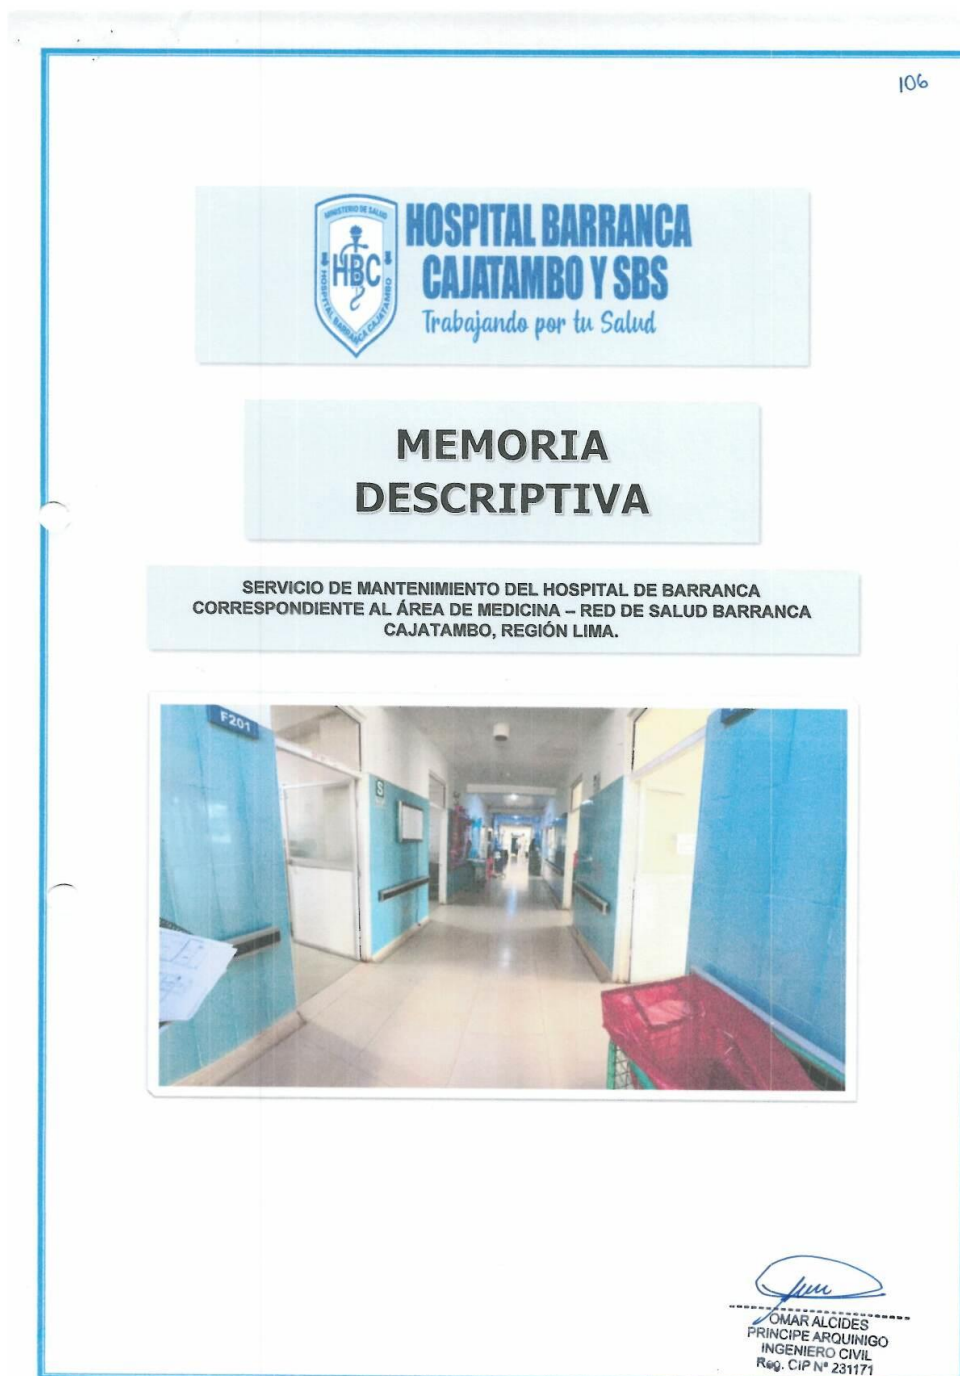 106
MINISTERIO DE SALUD
HBC
HOSPITAL BARRANCA CAJATAMBO
HOSPITAL BARRANCA
CAJATAMBO Y SBS
Trabajando por tu Salud
MEMORIA
DESCRIPTIVA
SERVICIO DE MANTENIMIENTO DEL HOSPITAL DE BARRANCA
CORRESPONDIENTE AL ÁREA DE MEDICINA – RED DE SALUD BARRANCA
CAJATAMBO, REGIÓN LIMA.
F201
S
OMAR ALCIDES
PRINCIPE ARQUINIGO
INGENIERO CIVIL
Reg. CIP N° 231171